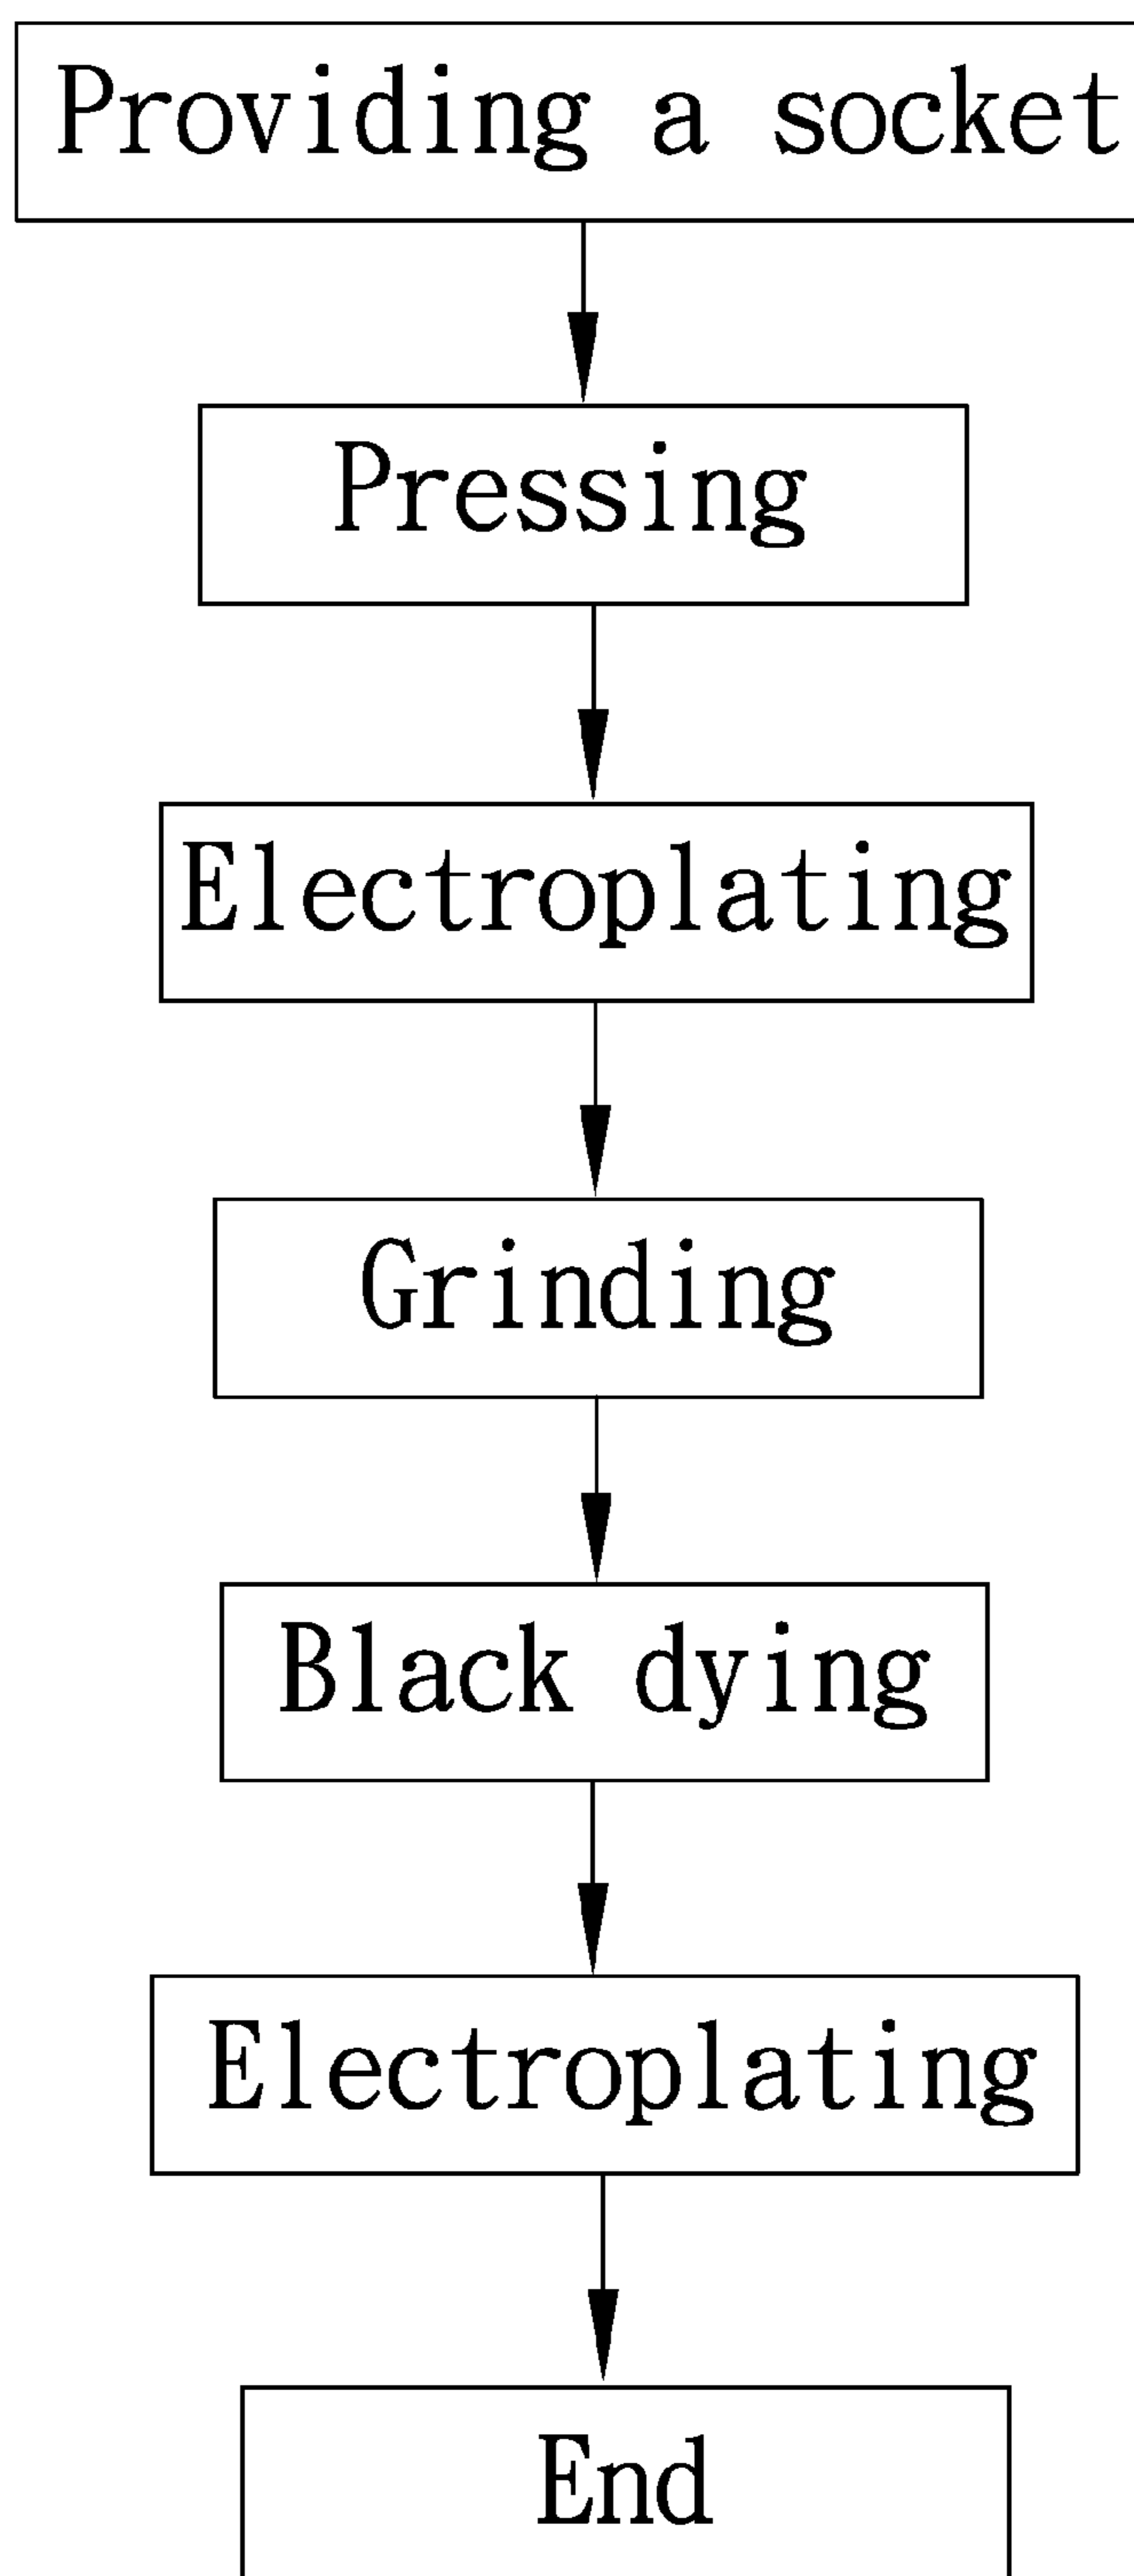 Providing a socket
Pressing
Electroplating
Grinding
Black dying
Electroplating
End